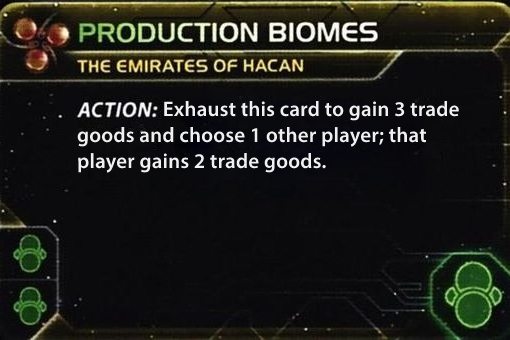 PRODUCTION BIOMES
THE EMIRATES OF HACAN
ACTION: Exhaust this card to gain 3 trade
goods and choose 1 other player; that
player gains 2 trade goods.